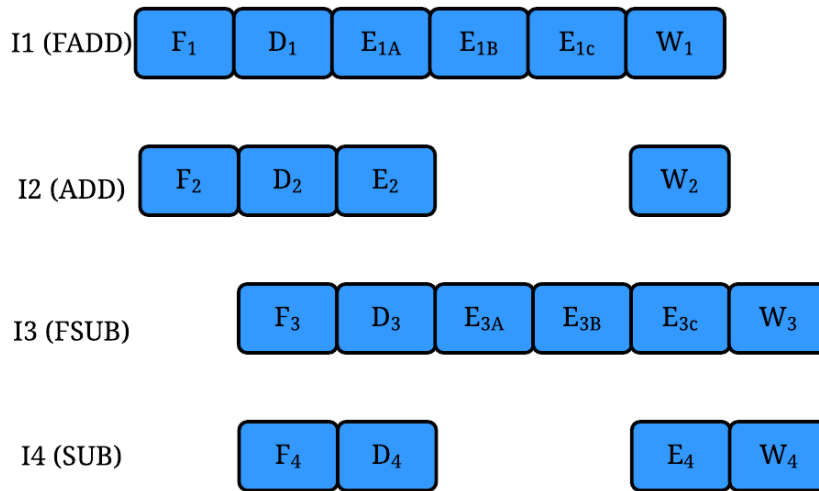 I1 (FADD) F₁ D₁ E₁A E₁B E₁c W₁
I2 (ADD) F₂ D₂ E₂ W₂
I3 (FSUB) F₃ D₃ E₃A E₃B E₃c W₃
I4 (SUB) F₄ D₄ E₄ W₄